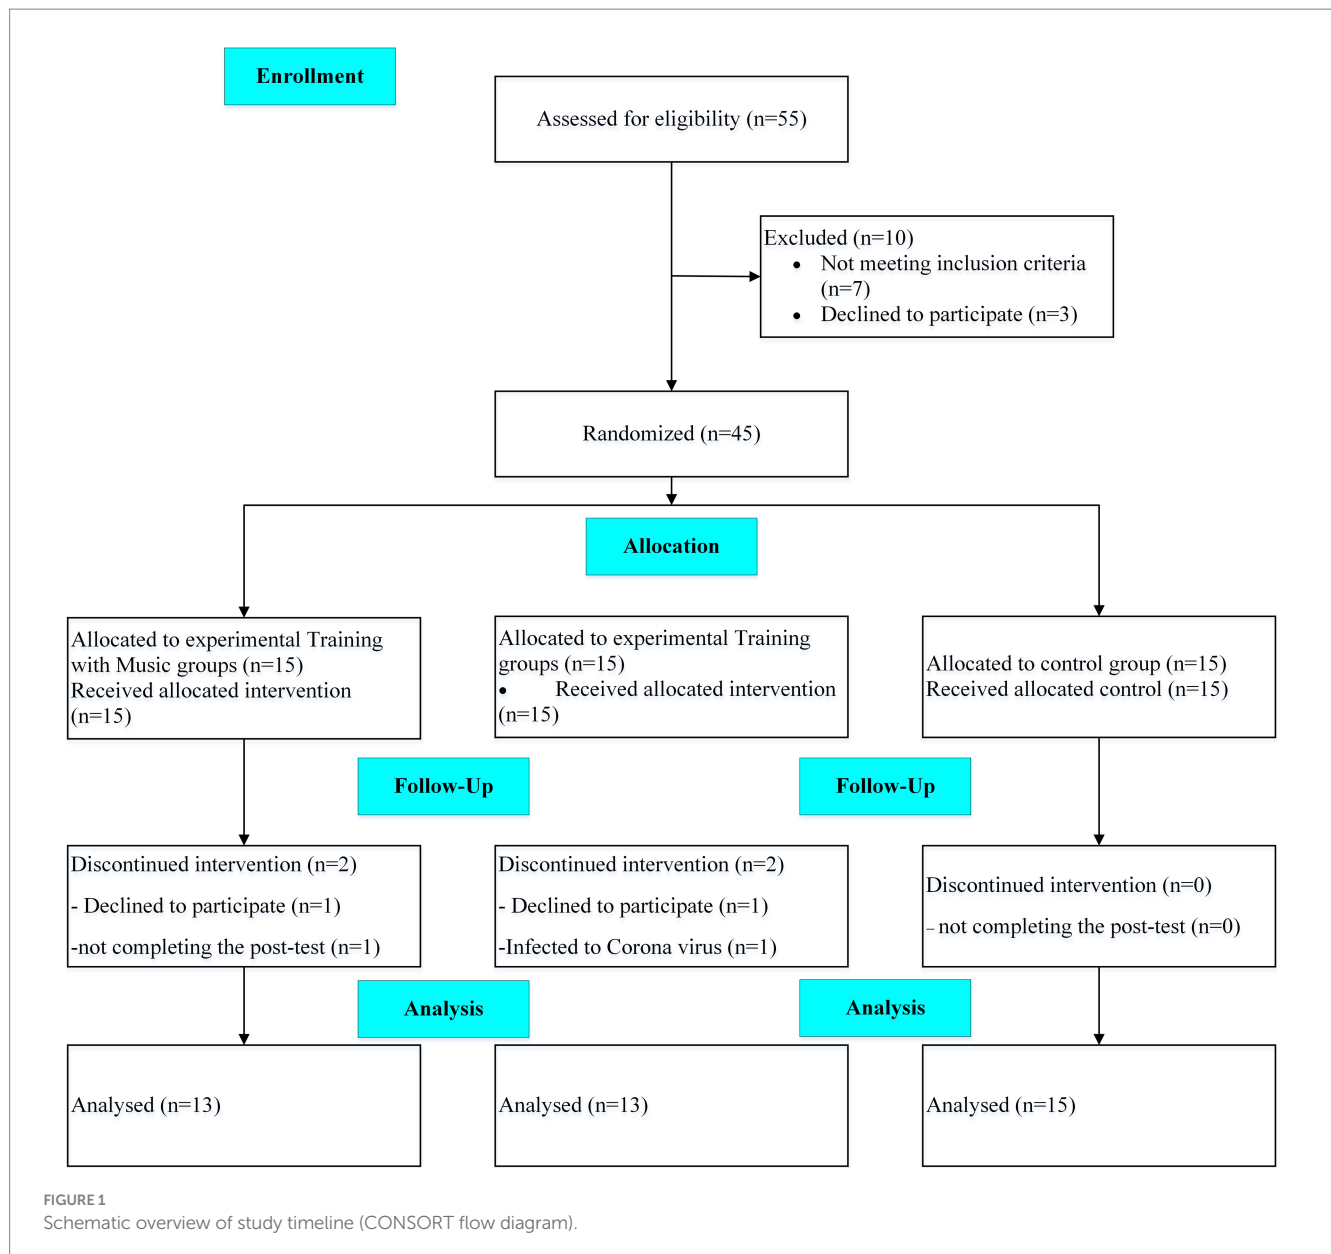 Enrollment
Assessed for eligibility (n=55)
Excluded (n=10)
• Not meeting inclusion criteria
(n=7)
• Declined to participate (n=3)
Randomized (n=45)
Allocation
Allocated to experimental Training
with Music groups (n=15)
Received allocated intervention
(n=15)
Allocated to experimental Training
groups (n=15)
• Received allocated intervention
(n=15)
Allocated to control group (n=15)
Received allocated control (n=15)
Follow-Up
Follow-Up
Discontinued intervention (n=2)
- Declined to participate (n=1)
-not completing the post-test (n=1)
Discontinued intervention (n=2)
- Declined to participate (n=1)
-Infected to Corona virus (n=1)
Discontinued intervention (n=0)
– not completing the post-test (n=0)
Analysis
Analysis
Analysed (n=13)
Analysed (n=13)
Analysed (n=15)
FIGURE 1
Schematic overview of study timeline (CONSORT flow diagram).